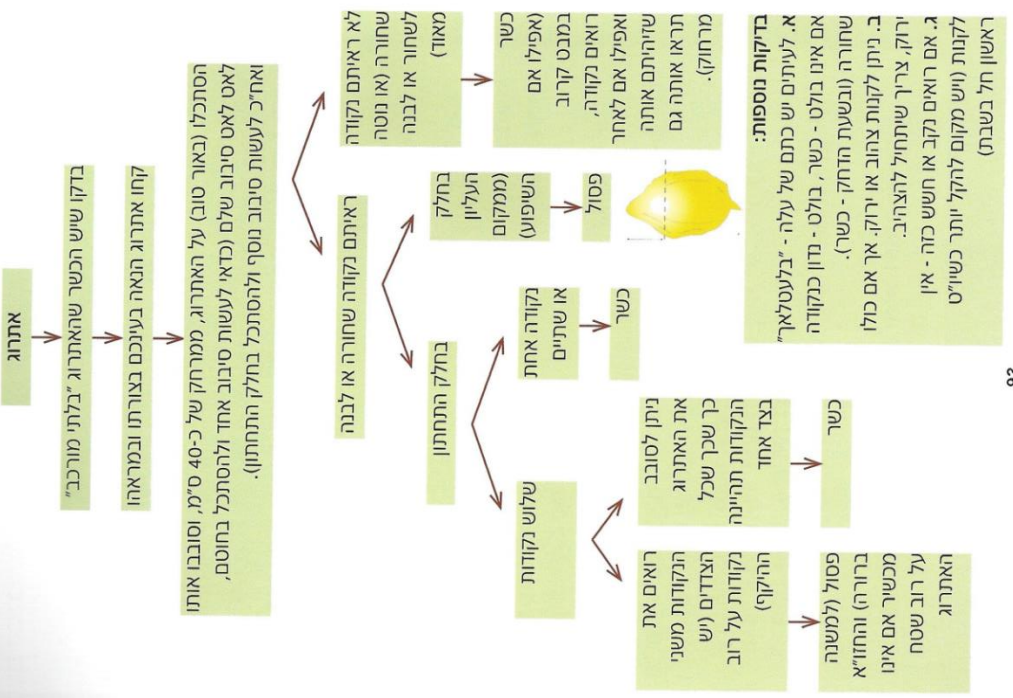 אתרוג
בדקו שיש הכשר שהאתרוג "בלתי מורכב"
קחו אתרוג הנאה בעיניכם בצורתו ובמראהו
הסתכלו (באור טוב) על האתרוג, ממרחק של כ-40 ס"מ, וסובבו אותו
לאט לאט סיבוב שלם (כדאי לעשות סיבוב אחד ולהסתכל בחוטם,
ואח"כ לעשות סיבוב נוסף ולהסתכל בחלק התחתון).
ראיתם נקודה שחורה או לבנה
לא ראיתם נקודה
שחורה (או נוטה
לשחור או לבנה
מאוד)
בחלק התחתון
בחלק
העליון
(ממקום
השיפוע)
כשר
(אפילו אם
במבט קרוב
רואים נקודה,
ואפילו אם לאחר
שזיהיתם אותה
תראו אותה גם
מרחוק).
שלוש נקודות
נקודה אחת
או שתיים
פסול
כשר
רואים את
הנקודות משני
הצדדים (יש
נקודות על רוב
ההיקף)
ניתן לסובב
את האתרוג
כך שכל
הנקודות תהיינה
בצד אחד
פסול (למשנה
ברורה) והחזו"א
מכשיר אם אינו
על רוב שטח
האתרוג
כשר
בדיקות נוספות:
א. לעיתים יש כתם של עלה "בלעטלאך" -
אם אינו בולט - כשר, בולט - נדון כנקודה
שחורה (ובשעת הדחק - כשר).
ב. ניתן לקנות צהוב או ירוק, אך אם כולו
ירוק, צריך שיתחיל להצהיב.
ג. אם רואים נקב או חשש כזה - אין
לקנות (ויש מקום להקל יותר כשיו"ט
ראשון חל בשבת)